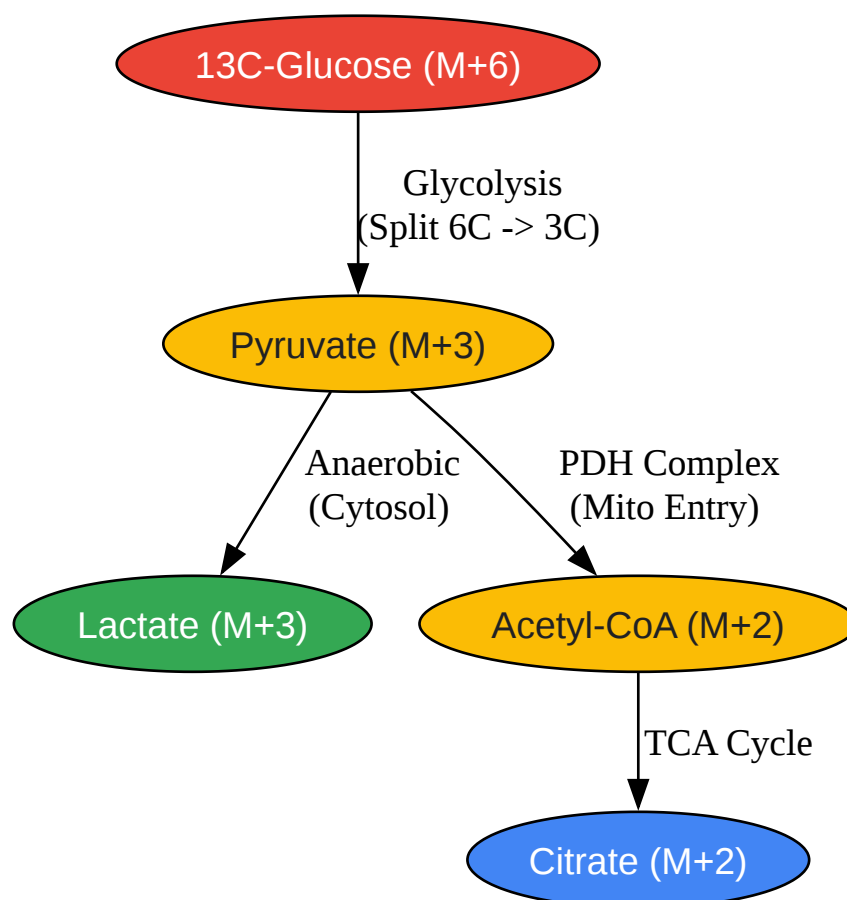 13C-Glucose (M+6)
Glycolysis
(Split 6C -> 3C)
Pyruvate (M+3)
Anaerobic
(Cytosol)
PDH Complex
(Mito Entry)
Lactate (M+3)
Acetyl-CoA (M+2)
TCA Cycle
Citrate (M+2)